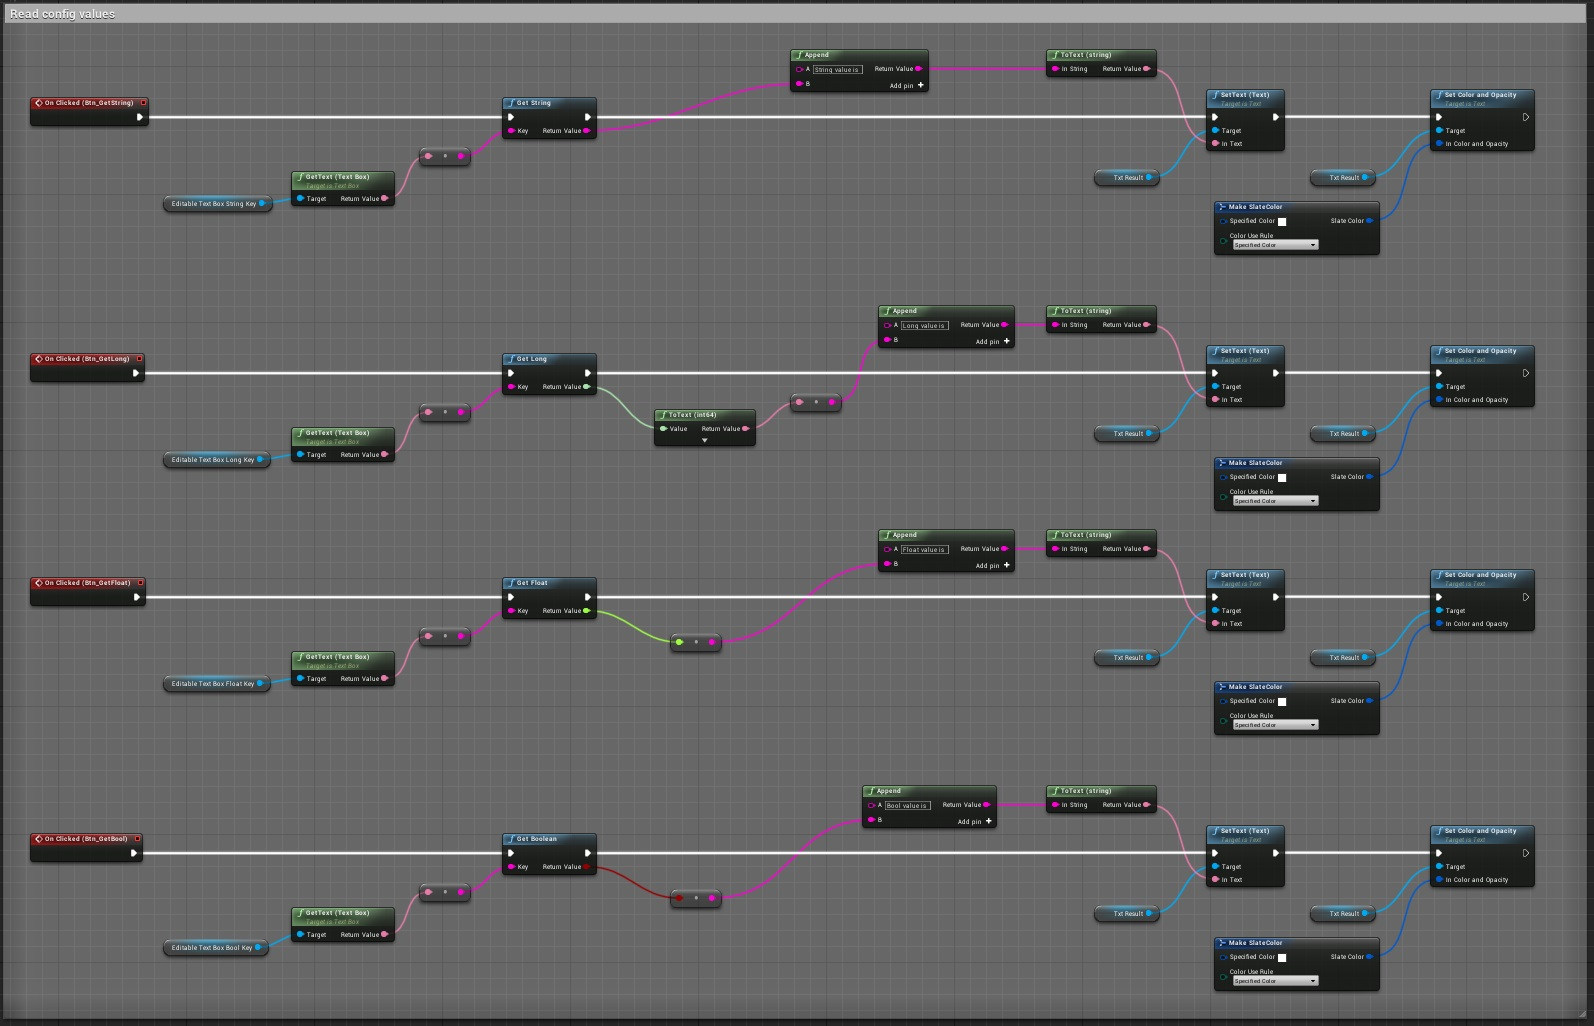 Read config values
Append
A String value is Return Value
B Add pin
ToText (string)
In String Return Value
On Clicked (Btn_GetString)
Get String
Key Return Value
SetText (Text)
Target is Text
Target
In Text
Set Color and Opacity
Target is Text
Target
In Color and Opacity
GetText (Text Box)
Target is Text Box
Target Return Value
Editable Text Box String Key
Txt Result
Txt Result
Make SlateColor
Specified Color Slate Color
Color Use Rule
Specified Color
Append
A Long value is Return Value
B Add pin
ToText (string)
In String Return Value
On Clicked (Btn_GetLong)
Get Long
Key Return Value
SetText (Text)
Target is Text
Target
In Text
Set Color and Opacity
Target is Text
Target
In Color and Opacity
ToText (int64)
Value Return Value
GetText (Text Box)
Target is Text Box
Target Return Value
Editable Text Box Long Key
Txt Result
Txt Result
Make SlateColor
Specified Color Slate Color
Color Use Rule
Specified Color
Append
A Float value is Return Value
B Add pin
ToText (string)
In String Return Value
On Clicked (Btn_GetFloat)
Get Float
Key Return Value
SetText (Text)
Target is Text
Target
In Text
Set Color and Opacity
Target is Text
Target
In Color and Opacity
GetText (Text Box)
Target is Text Box
Target Return Value
Editable Text Box Float Key
Txt Result
Txt Result
Make SlateColor
Specified Color Slate Color
Color Use Rule
Specified Color
Append
A Bool value is Return Value
B Add pin
ToText (string)
In String Return Value
On Clicked (Btn_GetBool)
Get Boolean
Key Return Value
SetText (Text)
Target is Text
Target
In Text
Set Color and Opacity
Target is Text
Target
In Color and Opacity
GetText (Text Box)
Target is Text Box
Target Return Value
Editable Text Box Bool Key
Txt Result
Txt Result
Make SlateColor
Specified Color Slate Color
Color Use Rule
Specified Color